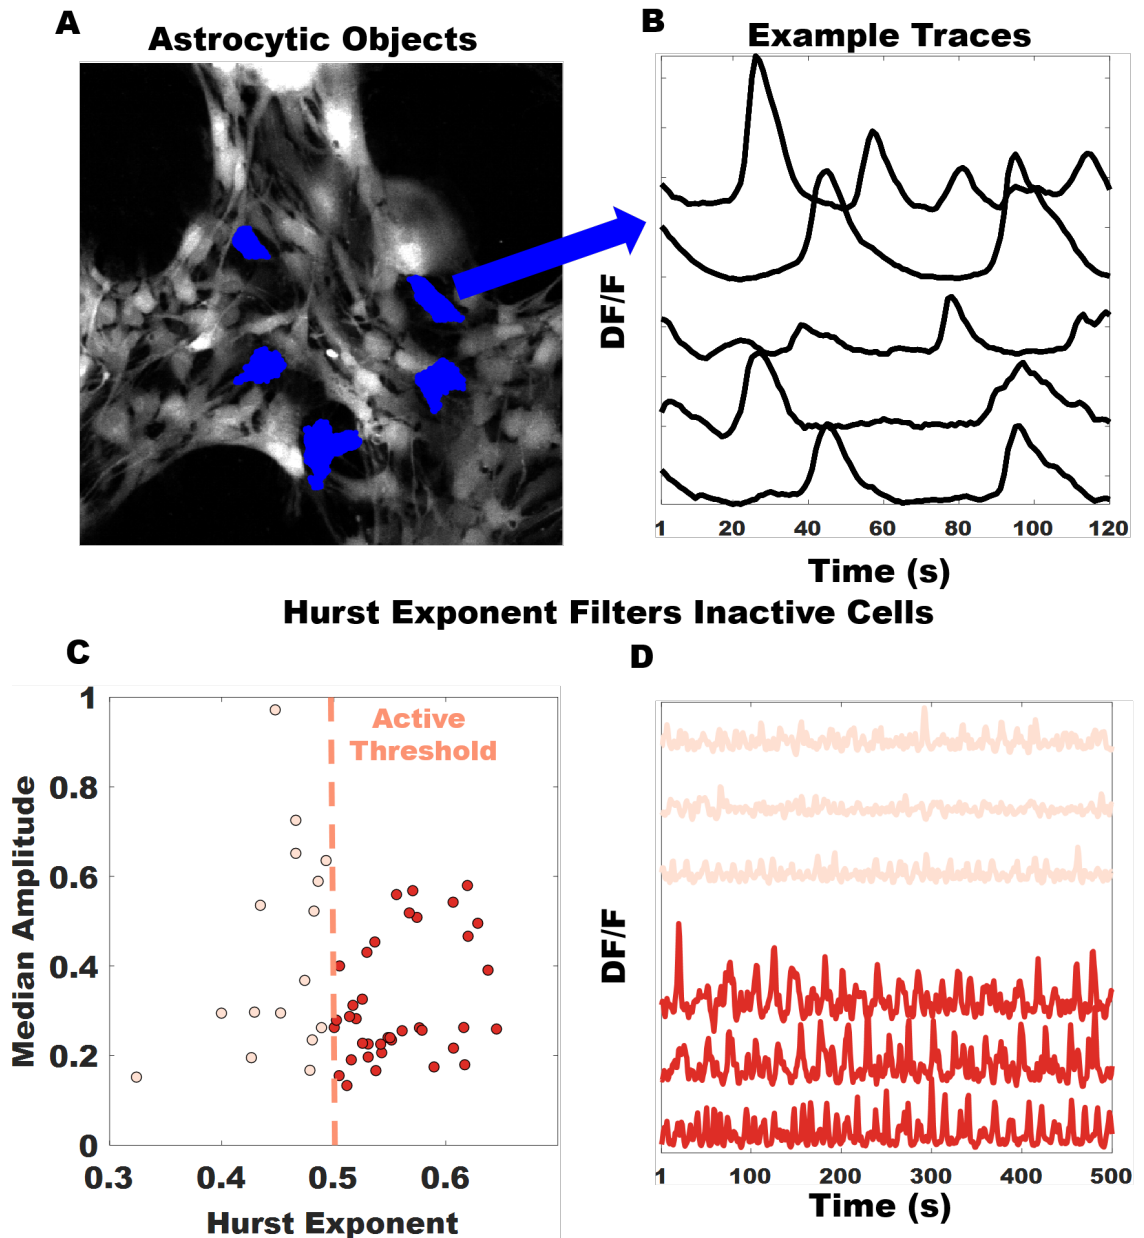 A
Astrocytic Objects
B
Example Traces
DF/F
1 20 40 60 80 100 120
Time (s)
Hurst Exponent Filters Inactive Cells
C
Active
Threshold
Median Amplitude
1
0.8
0.6
0.4
0.2
0
0.3 0.4 0.5 0.6
Hurst Exponent
D
DF/F
1 100 200 300 400 500
Time (s)